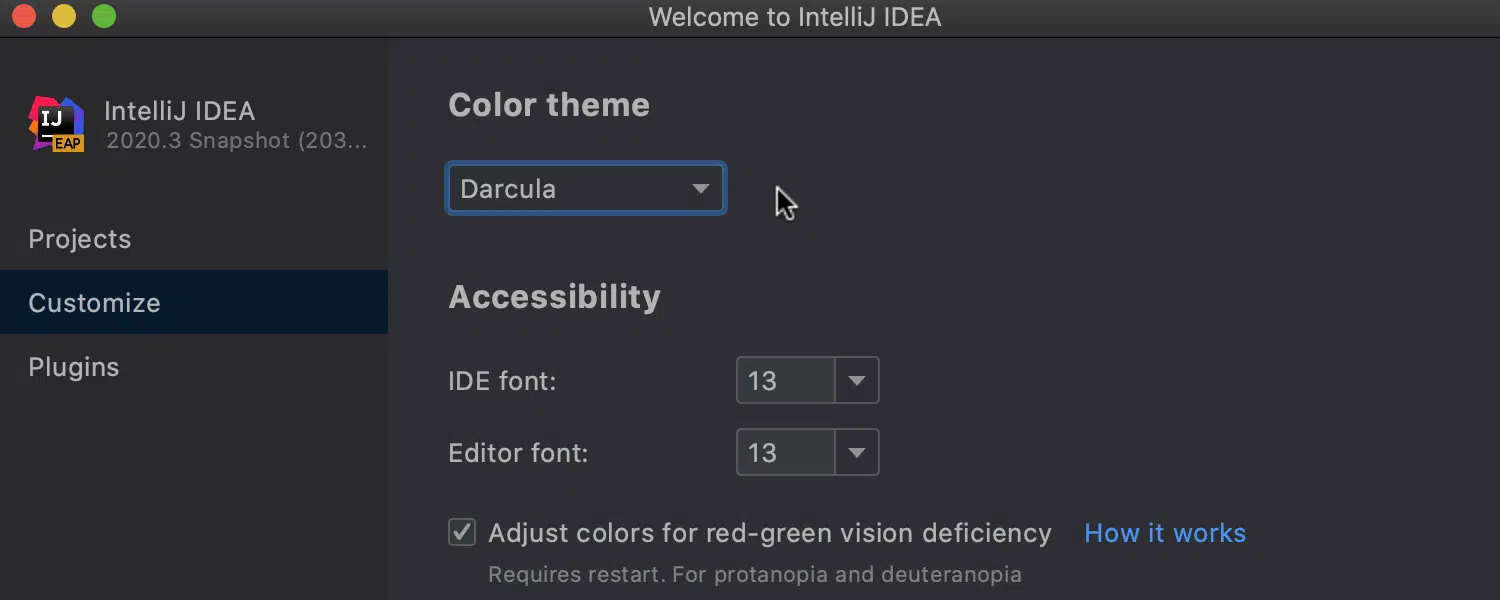 Welcome to IntelliJ IDEA
IJ
EAP
IntelliJ IDEA
2020.3 Snapshot (203...
Projects
Customize
Plugins
Color theme
Darcula
Accessibility
IDE font: 13
Editor font: 13
Adjust colors for red-green vision deficiency How it works
Requires restart. For protanopia and deuteranopia